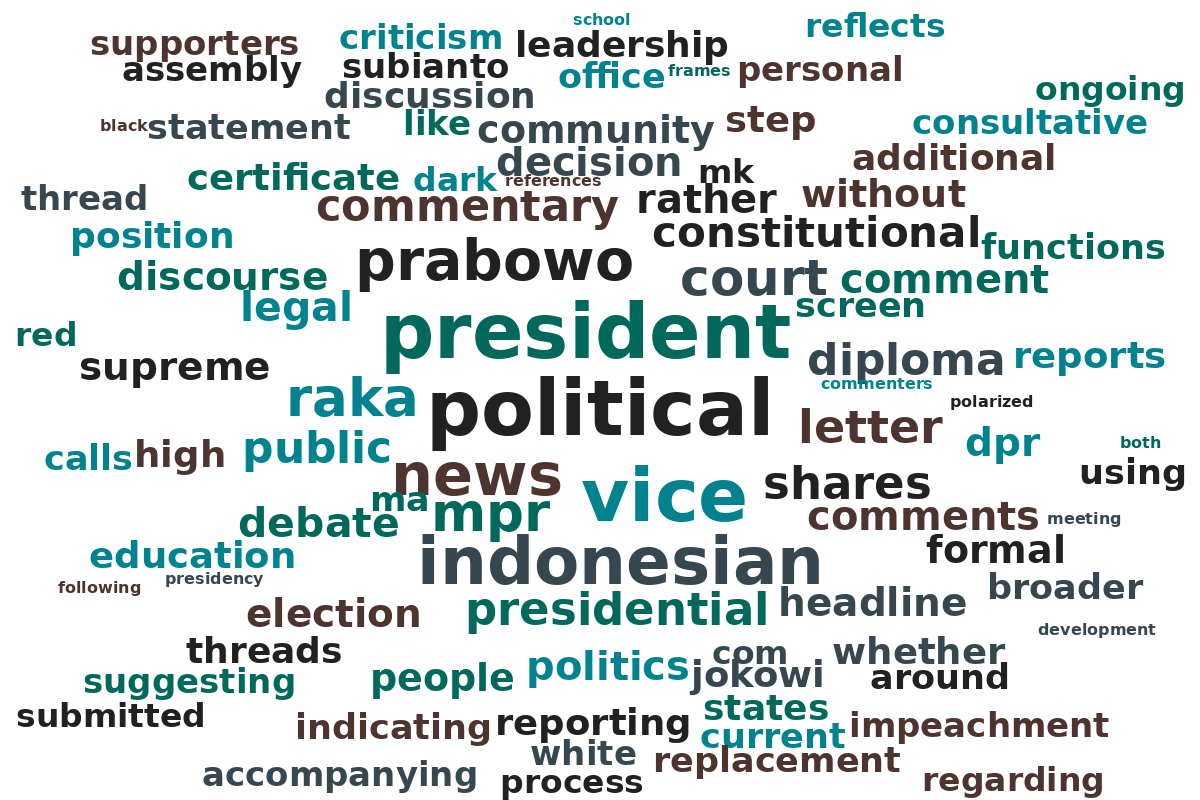 school
reflects
supporters
criticism
leadership
assembly
subianto
office
frames
personal
discussion
ongoing
black
statement
like
community
step
consultative
decision
mk
additional
certificate
dark
references
thread
commentary
rather
without
position
constitutional
functions
discourse
prabowo
court
comment
legal
president
screen
red
supreme
diploma
reports
raka
political
commenters
polarized
letter
dpr
both
calls
high
public
news
vice
shares
using
ma
mpr
debate
comments
meeting
education
indonesian
formal
following
presidency
broader
election
presidential
headline
development
threads
com
whether
suggesting
people
politics
jokowi
around
submitted
indicating
reporting
states
impeachment
current
white
replacement
accompanying
process
regarding